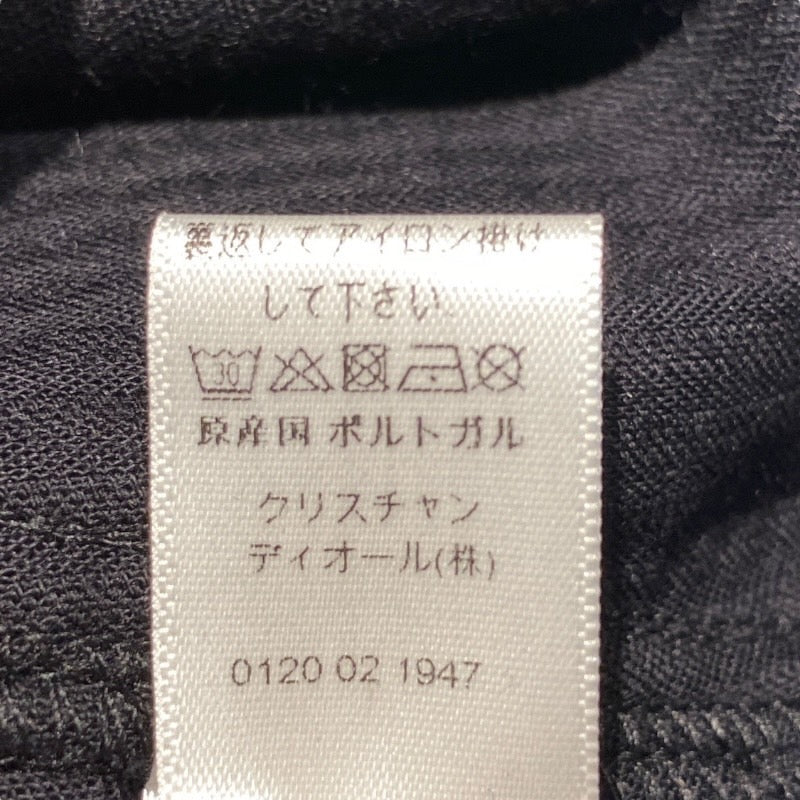 裏返してアイロン掛け
して下さい。
30
原産国 ポルトガル
クリスチャン
ディオール(株)
0120 02 1947